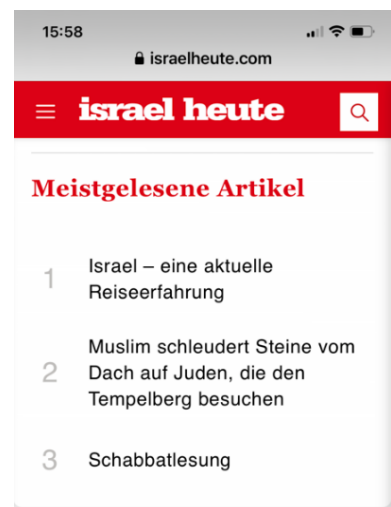 15:58
israelheute.com
israel heute
Meistgelesene Artikel
1
Israel – eine aktuelle
Reiseerfahrung
2
Muslim schleudert Steine vom
Dach auf Juden, die den
Tempelberg besuchen
3
Schabbatlesung